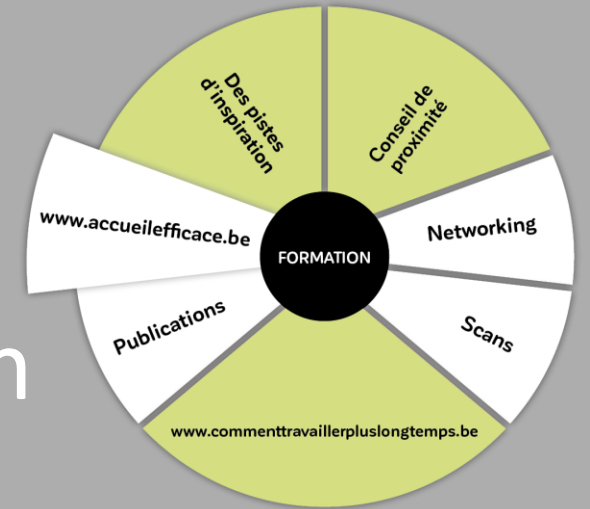 Des pistes
d'inspiration
Conseil de
proximité
www.accueilefficace.be
Networking
FORMATION
Publications
Scans
n
www.commenttravaillerpluslongtemps.be